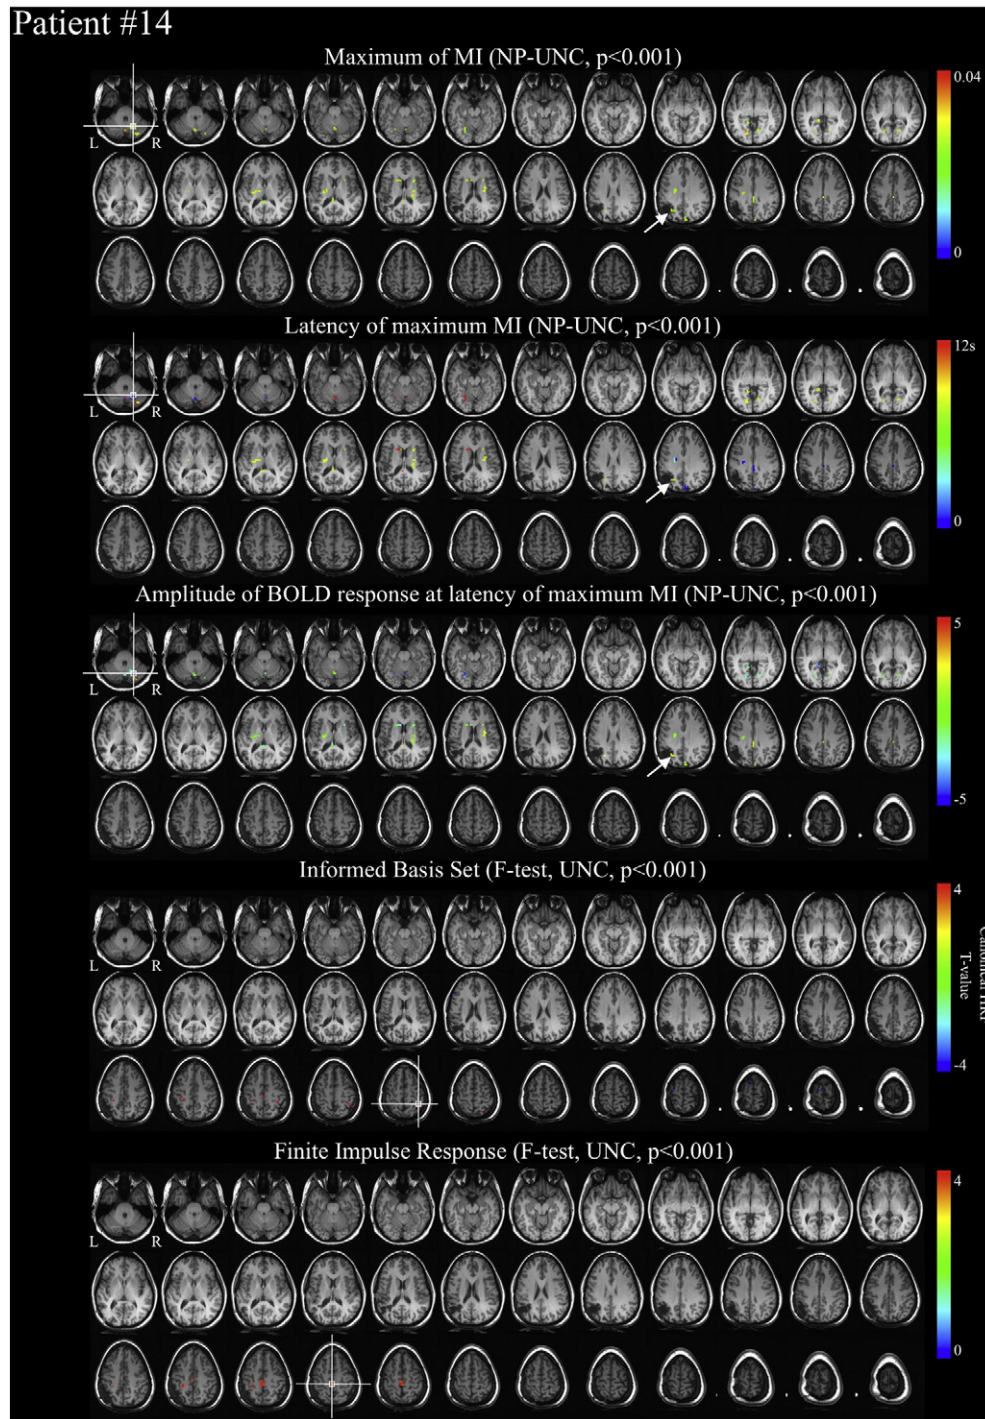 Patient #14
Maximum of MI (NP-UNC, p<0.001)
0.04
L R
0
Latency of maximum MI (NP-UNC, p<0.001)
12s
L R
0
Amplitude of BOLD response at latency of maximum MI (NP-UNC, p<0.001)
5
L R
-5
Informed Basis Set (F-test, UNC, p<0.001)
4
L R
Canonical HRF
T-value
-4
Finite Impulse Response (F-test, UNC, p<0.001)
4
L R
0